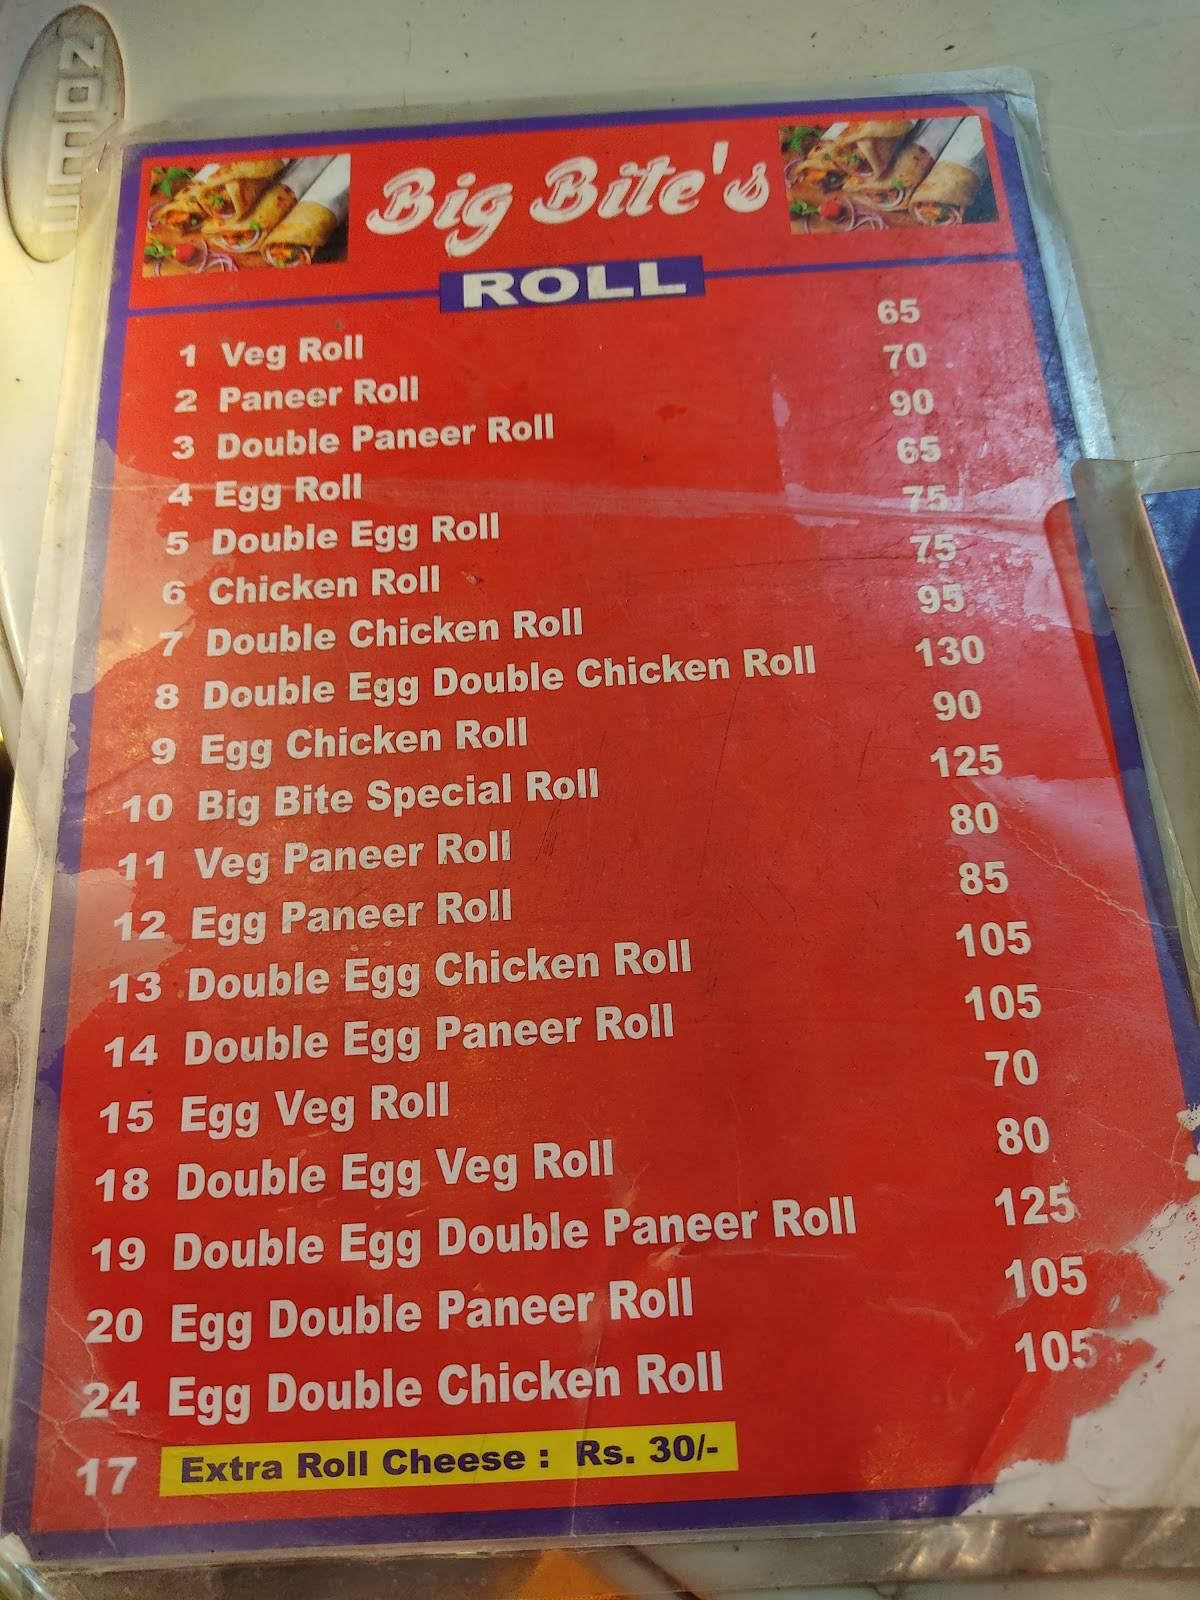 Big Bite's
ROLL
1 Veg Roll 65
2 Paneer Roll 70
3 Double Paneer Roll 90
4 Egg Roll 65
5 Double Egg Roll 75
6 Chicken Roll 75
7 Double Chicken Roll 95
8 Double Egg Double Chicken Roll 130
9 Egg Chicken Roll 90
10 Big Bite Special Roll 125
11 Veg Paneer Roll 80
12 Egg Paneer Roll 85
13 Double Egg Chicken Roll 105
14 Double Egg Paneer Roll 105
15 Egg Veg Roll 70
18 Double Egg Veg Roll 80
19 Double Egg Double Paneer Roll 125
20 Egg Double Paneer Roll 105
24 Egg Double Chicken Roll 105
17 Extra Roll Cheese : Rs. 30/-